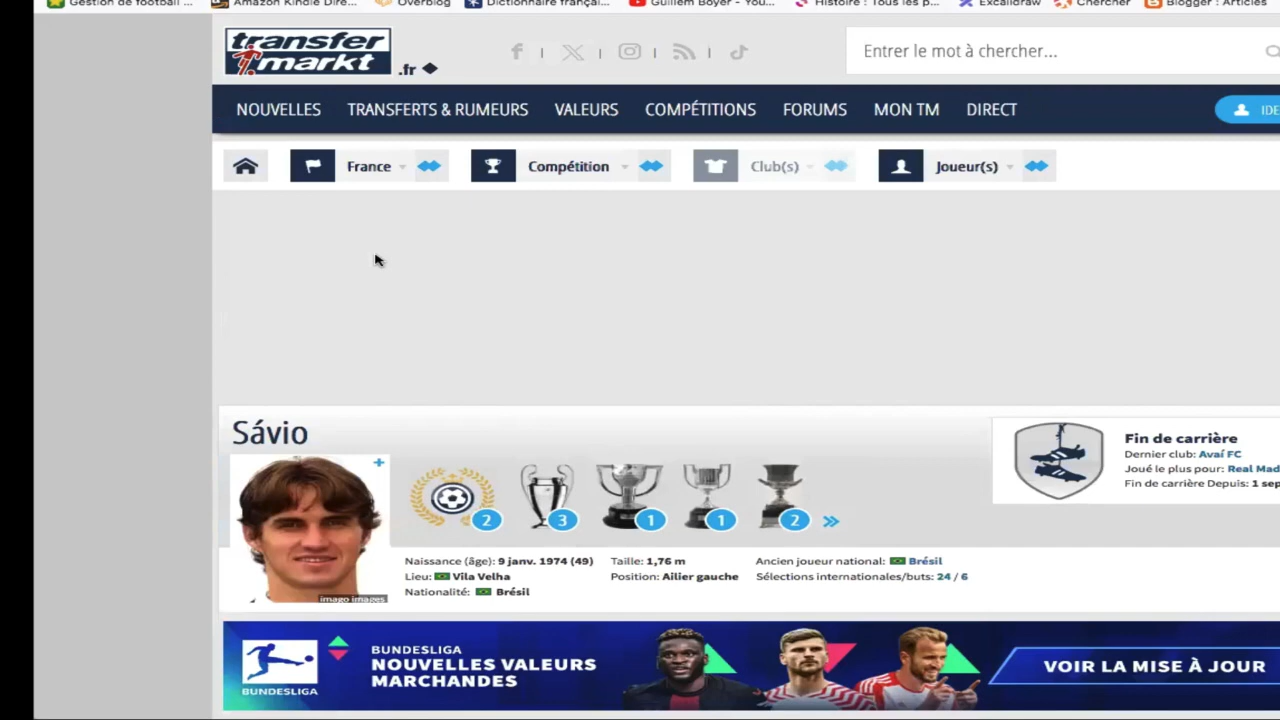 Gestion de football ... Amazon Kindle Dire... Overblog Dictionnaire françai... Guillem Boyer - You... Histoire : Tous les p... Excalidraw Chercher Blogger : Articles
transfer
markt
.fr
Entrer le mot à chercher...
NOUVELLES TRANSFERTS & RUMEURS VALEURS COMPÉTITIONS FORUMS MON TM DIRECT IDE
France Compétition Club(s) Joueur(s)
Sávio
Fin de carrière
Dernier club: Avaí FC
Joué le plus pour: Real Mad
Fin de carrière Depuis: 1 sep
2 3 1 1 2
Naissance (âge): 9 janv. 1974 (49) Taille: 1,76 m Ancien joueur national: Brésil
Lieu: Vila Velha Position: Ailier gauche Sélections internationales/buts: 24 / 6
Nationalité: Brésil
imago images
BUNDESLIGA
NOUVELLES VALEURS
MARCHANDES
VOIR LA MISE À JOUR
BUNDESLIGA